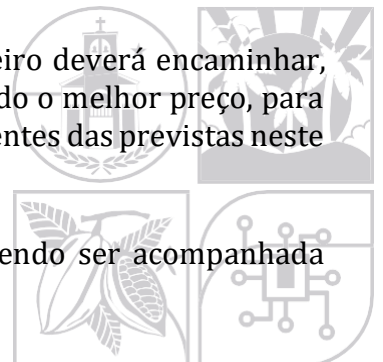 eiro deverá encaminhar,
do o melhor preço, para
entes das previstas neste
endo ser acompanhada